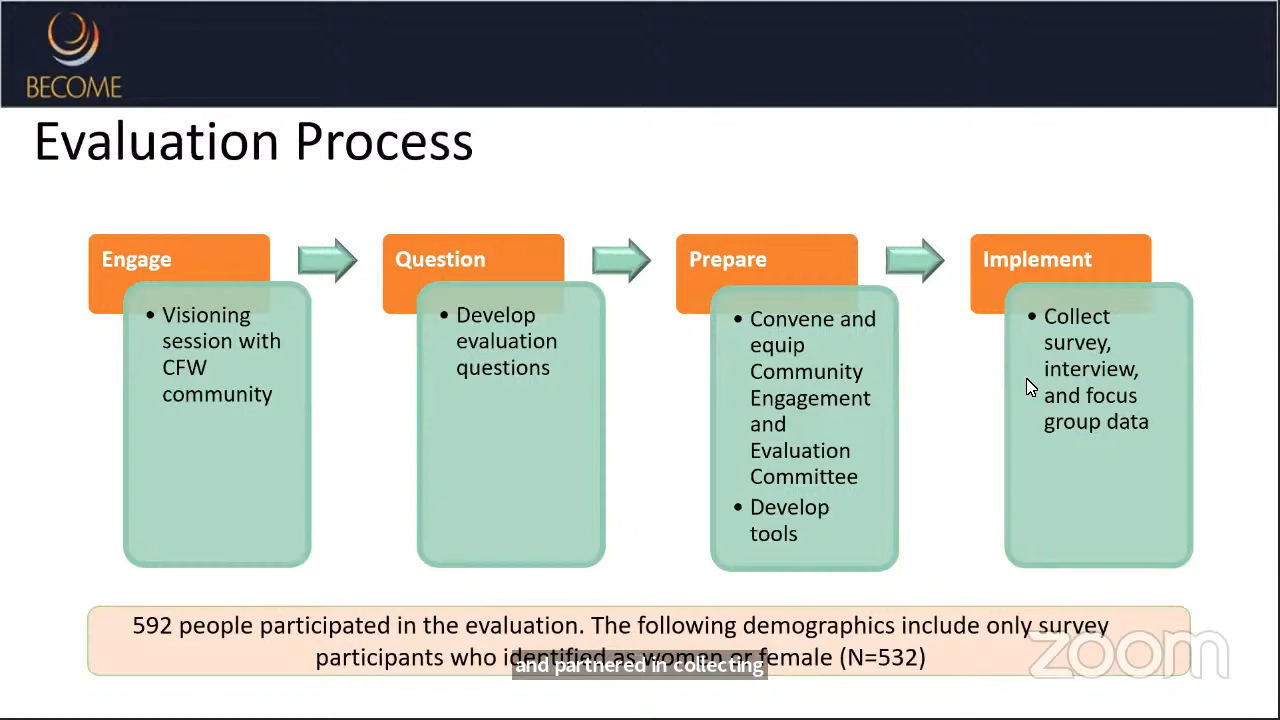 BECOME
Evaluation Process
Engage
• Visioning
session with
CFW
community
Question
• Develop
evaluation
questions
Prepare
• Convene and
equip
Community
Engagement
and
Evaluation
Committee
• Develop
tools
Implement
• Collect
survey,
interview,
and focus
group data
592 people participated in the evaluation. The following demographics include only survey
participants who identified as women or female (N=532)
and partnered in collecting
zoom